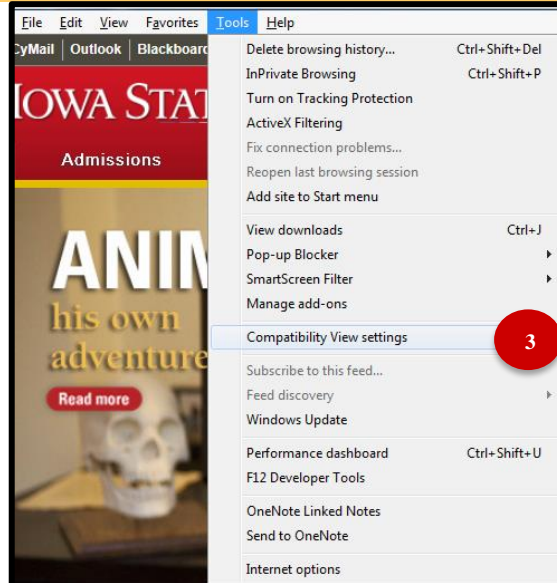 File Edit View Favorites Tools Help
CyMail | Outlook | Blackboard
IOWA STAT
Admissions
ANIM
his own
adventure
Read more
Delete browsing history... Ctrl+Shift+Del
InPrivate Browsing Ctrl+Shift+P
Turn on Tracking Protection
ActiveX Filtering
Fix connection problems...
Reopen last browsing session
Add site to Start menu
View downloads Ctrl+J
Pop-up Blocker
SmartScreen Filter
Manage add-ons
Compatibility View settings
3
Subscribe to this feed...
Feed discovery
Windows Update
Performance dashboard Ctrl+Shift+U
F12 Developer Tools
OneNote Linked Notes
Send to OneNote
Internet options